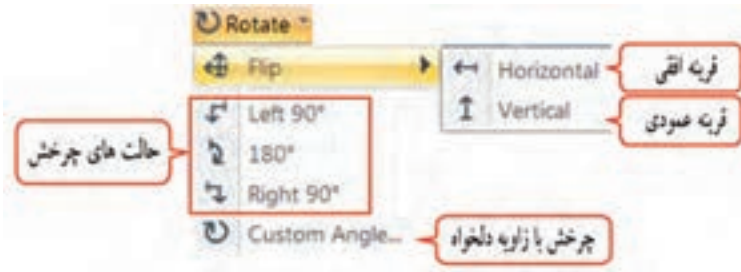 Rotate
Flip
Horizontal
قرینه افقی
Vertical
قرینه عمودی
Left 90°
180°
حالت های چرخش
Right 90°
Custom Angle...
چرخش با زاویه دلخواه